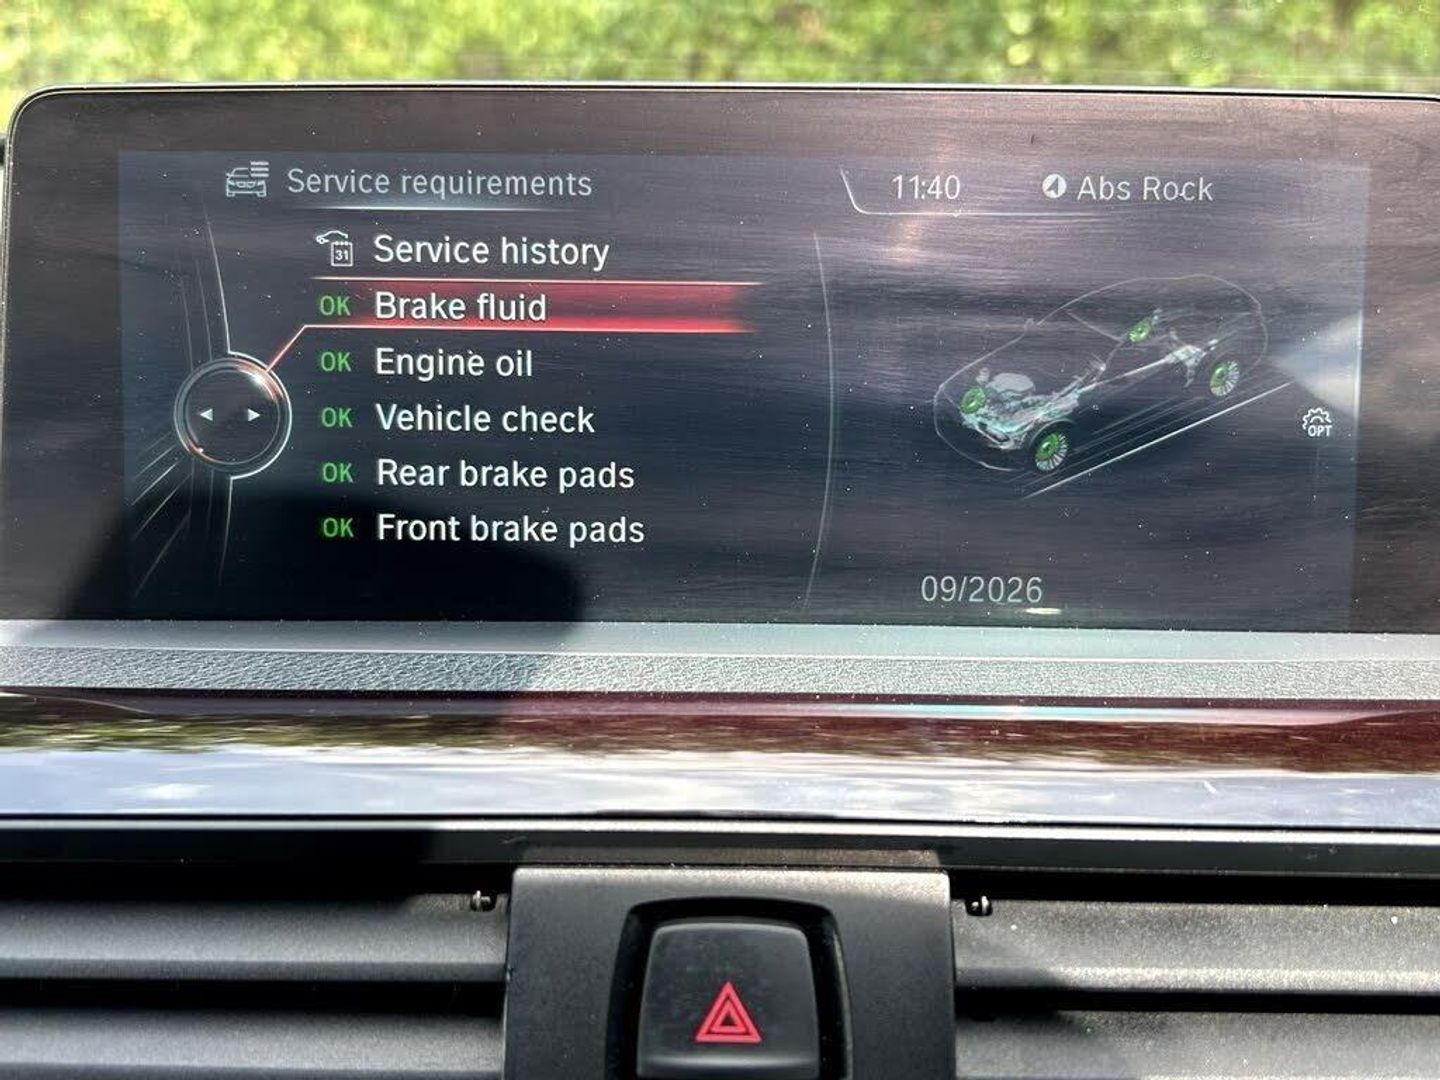 Service requirements
11:40
Abs Rock
31
Service history
OK Brake fluid
OK Engine oil
OK Vehicle check
OK Rear brake pads
OK Front brake pads
OPT
09/2026